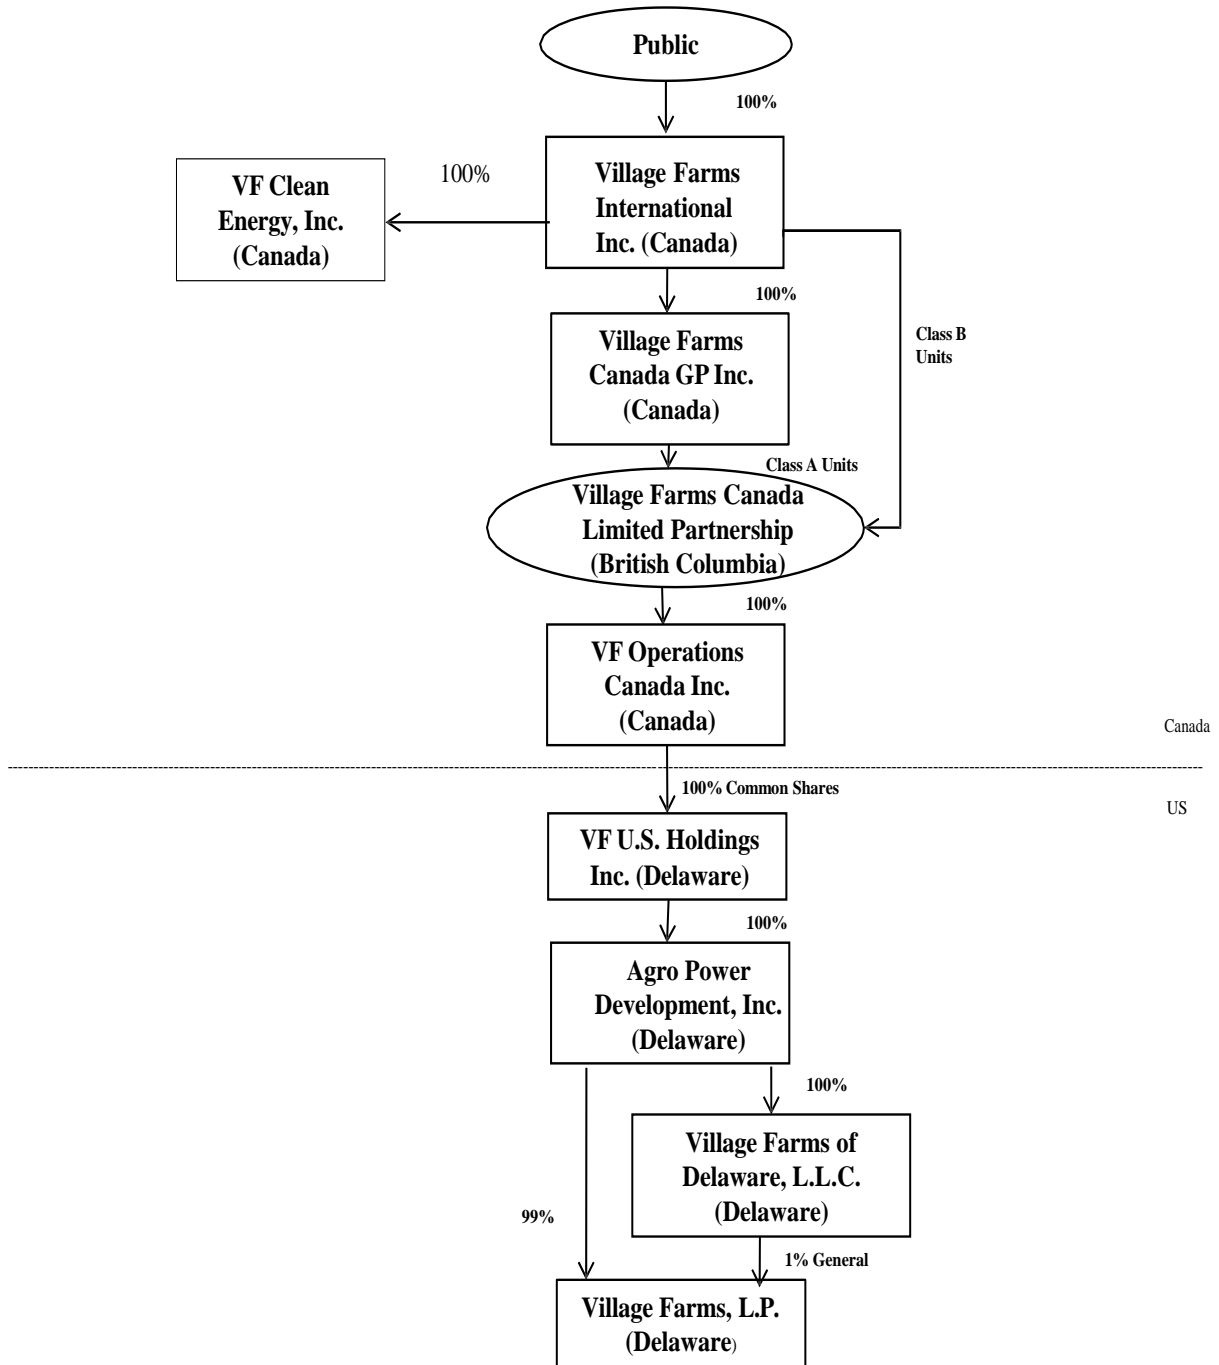 Public
100%
VF Clean
Energy, Inc.
(Canada)
100%
Village Farms
International
Inc. (Canada)
100%
Village Farms
Canada GP Inc.
(Canada)
Class B
Units
Class A Units
Village Farms Canada
Limited Partnership
(British Columbia)
100%
VF Operations
Canada Inc.
(Canada)
Canada
100% Common Shares
US
VF U.S. Holdings
Inc. (Delaware)
100%
Agro Power
Development, Inc.
(Delaware)
100%
Village Farms of
Delaware, L.L.C.
(Delaware)
99%
1% General
Village Farms, L.P.
(Delaware)